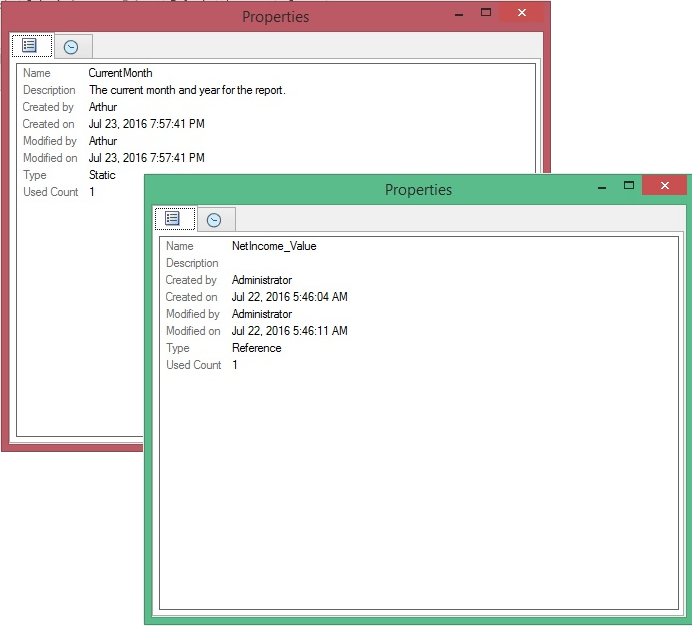 Properties
Name CurrentMonth
Description The current month and year for the report.
Created by Arthur
Created on Jul 23, 2016 7:57:41 PM
Modified by Arthur
Modified on Jul 23, 2016 7:57:41 PM
Type Static
Used Count 1
Properties
Name NetIncome_Value
Description
Created by Administrator
Created on Jul 22, 2016 5:46:04 AM
Modified by Administrator
Modified on Jul 22, 2016 5:46:11 AM
Type Reference
Used Count 1